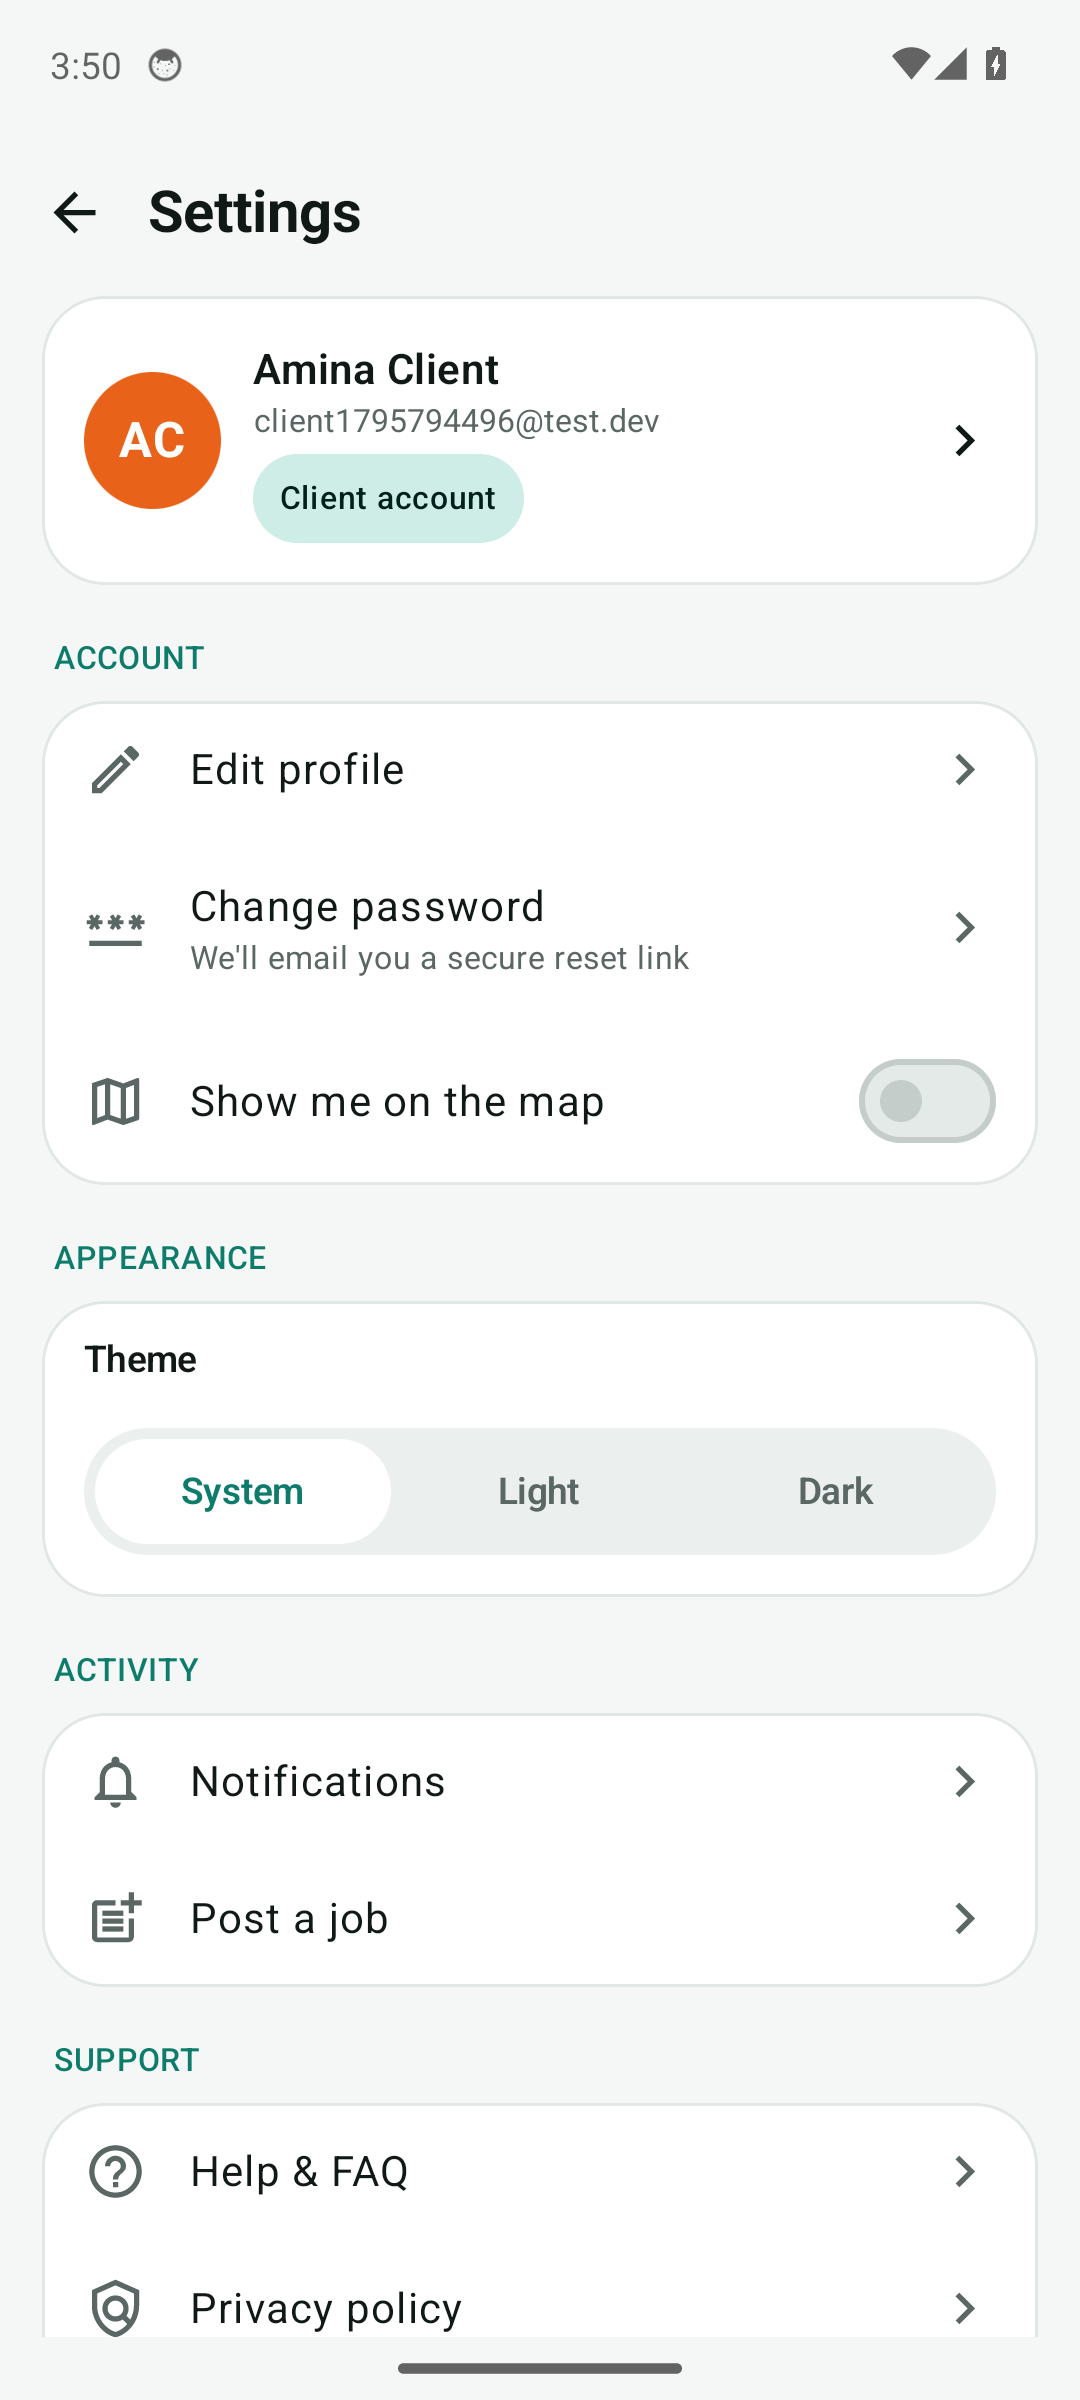 3:50
Settings
AC
Amina Client
client1795794496@test.dev
Client account
ACCOUNT
Edit profile
Change password
We'll email you a secure reset link
Show me on the map
APPEARANCE
Theme
System Light Dark
ACTIVITY
Notifications
Post a job
SUPPORT
Help & FAQ
Privacy policy